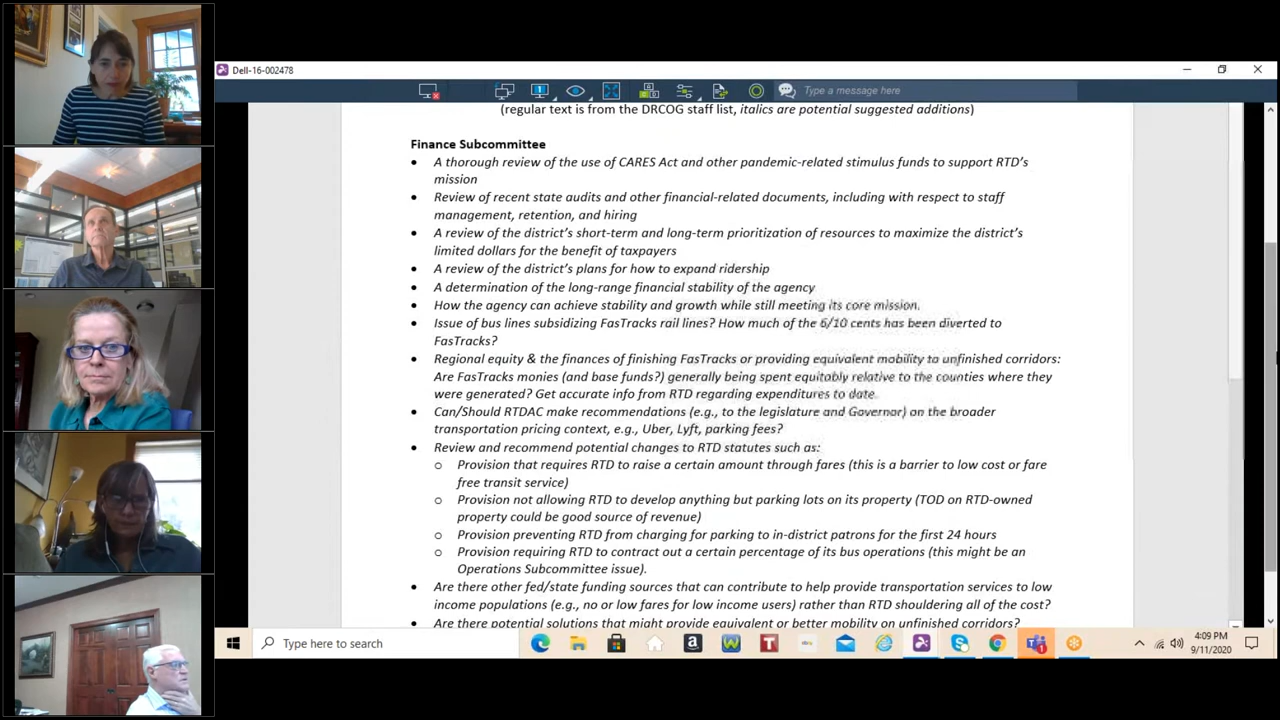 Dell-16-002478
Type a message here
(regular text is from the DRCOG staff list, italics are potential suggested additions)
Finance Subcommittee
• A thorough review of the use of CARES Act and other pandemic-related stimulus funds to support RTD's
mission
• Review of recent state audits and other financial-related documents, including with respect to staff
management, retention, and hiring
• A review of the district's short-term and long-term prioritization of resources to maximize the district's
limited dollars for the benefit of taxpayers
• A review of the district's plans for how to expand ridership
• A determination of the long-range financial stability of the agency
• How the agency can achieve stability and growth while still meeting its core mission.
• Issue of bus lines subsidizing FasTracks rail lines? How much of the 6/10 cents has been diverted to
FasTracks?
• Regional equity & the finances of finishing FasTracks or providing equivalent mobility to unfinished corridors:
Are FasTracks monies (and base funds?) generally being spent equitably relative to the counties where they
were generated? Get accurate info from RTD regarding expenditures to date.
• Can/Should RTDAC make recommendations (e.g., to the legislature and Governor) on the broader
transportation pricing context, e.g., Uber, Lyft, parking fees?
• Review and recommend potential changes to RTD statutes such as:
o Provision that requires RTD to raise a certain amount through fares (this is a barrier to low cost or fare
free transit service)
o Provision not allowing RTD to develop anything but parking lots on its property (TOD on RTD-owned
property could be good source of revenue)
o Provision preventing RTD from charging for parking to in-district patrons for the first 24 hours
o Provision requiring RTD to contract out a certain percentage of its bus operations (this might be an
Operations Subcommittee issue).
• Are there other fed/state funding sources that can contribute to help provide transportation services to low
income populations (e.g., no or low fares for low income users) rather than RTD shouldering all of the cost?
• Are there potential solutions that might provide equivalent or better mobility on unfinished corridors?
Type here to search
4:09 PM
9/11/2020